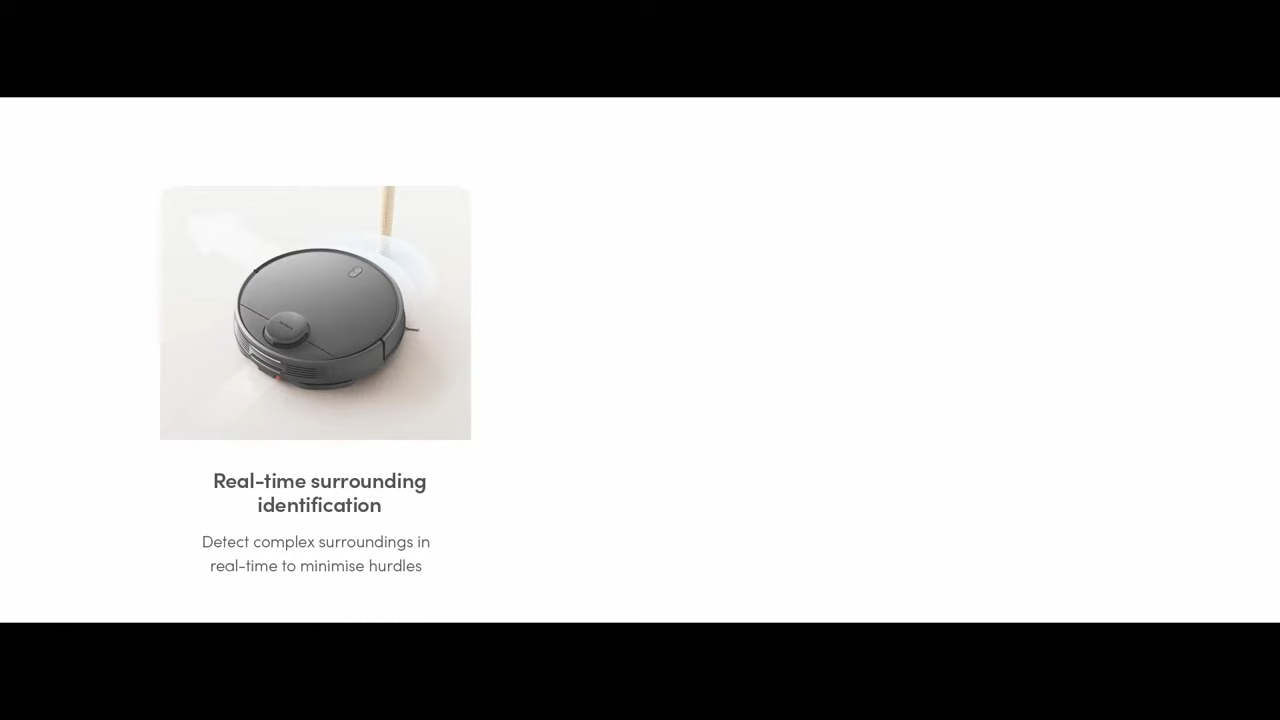 Real-time surrounding
identification
Detect complex surroundings in
real-time to minimise hurdles